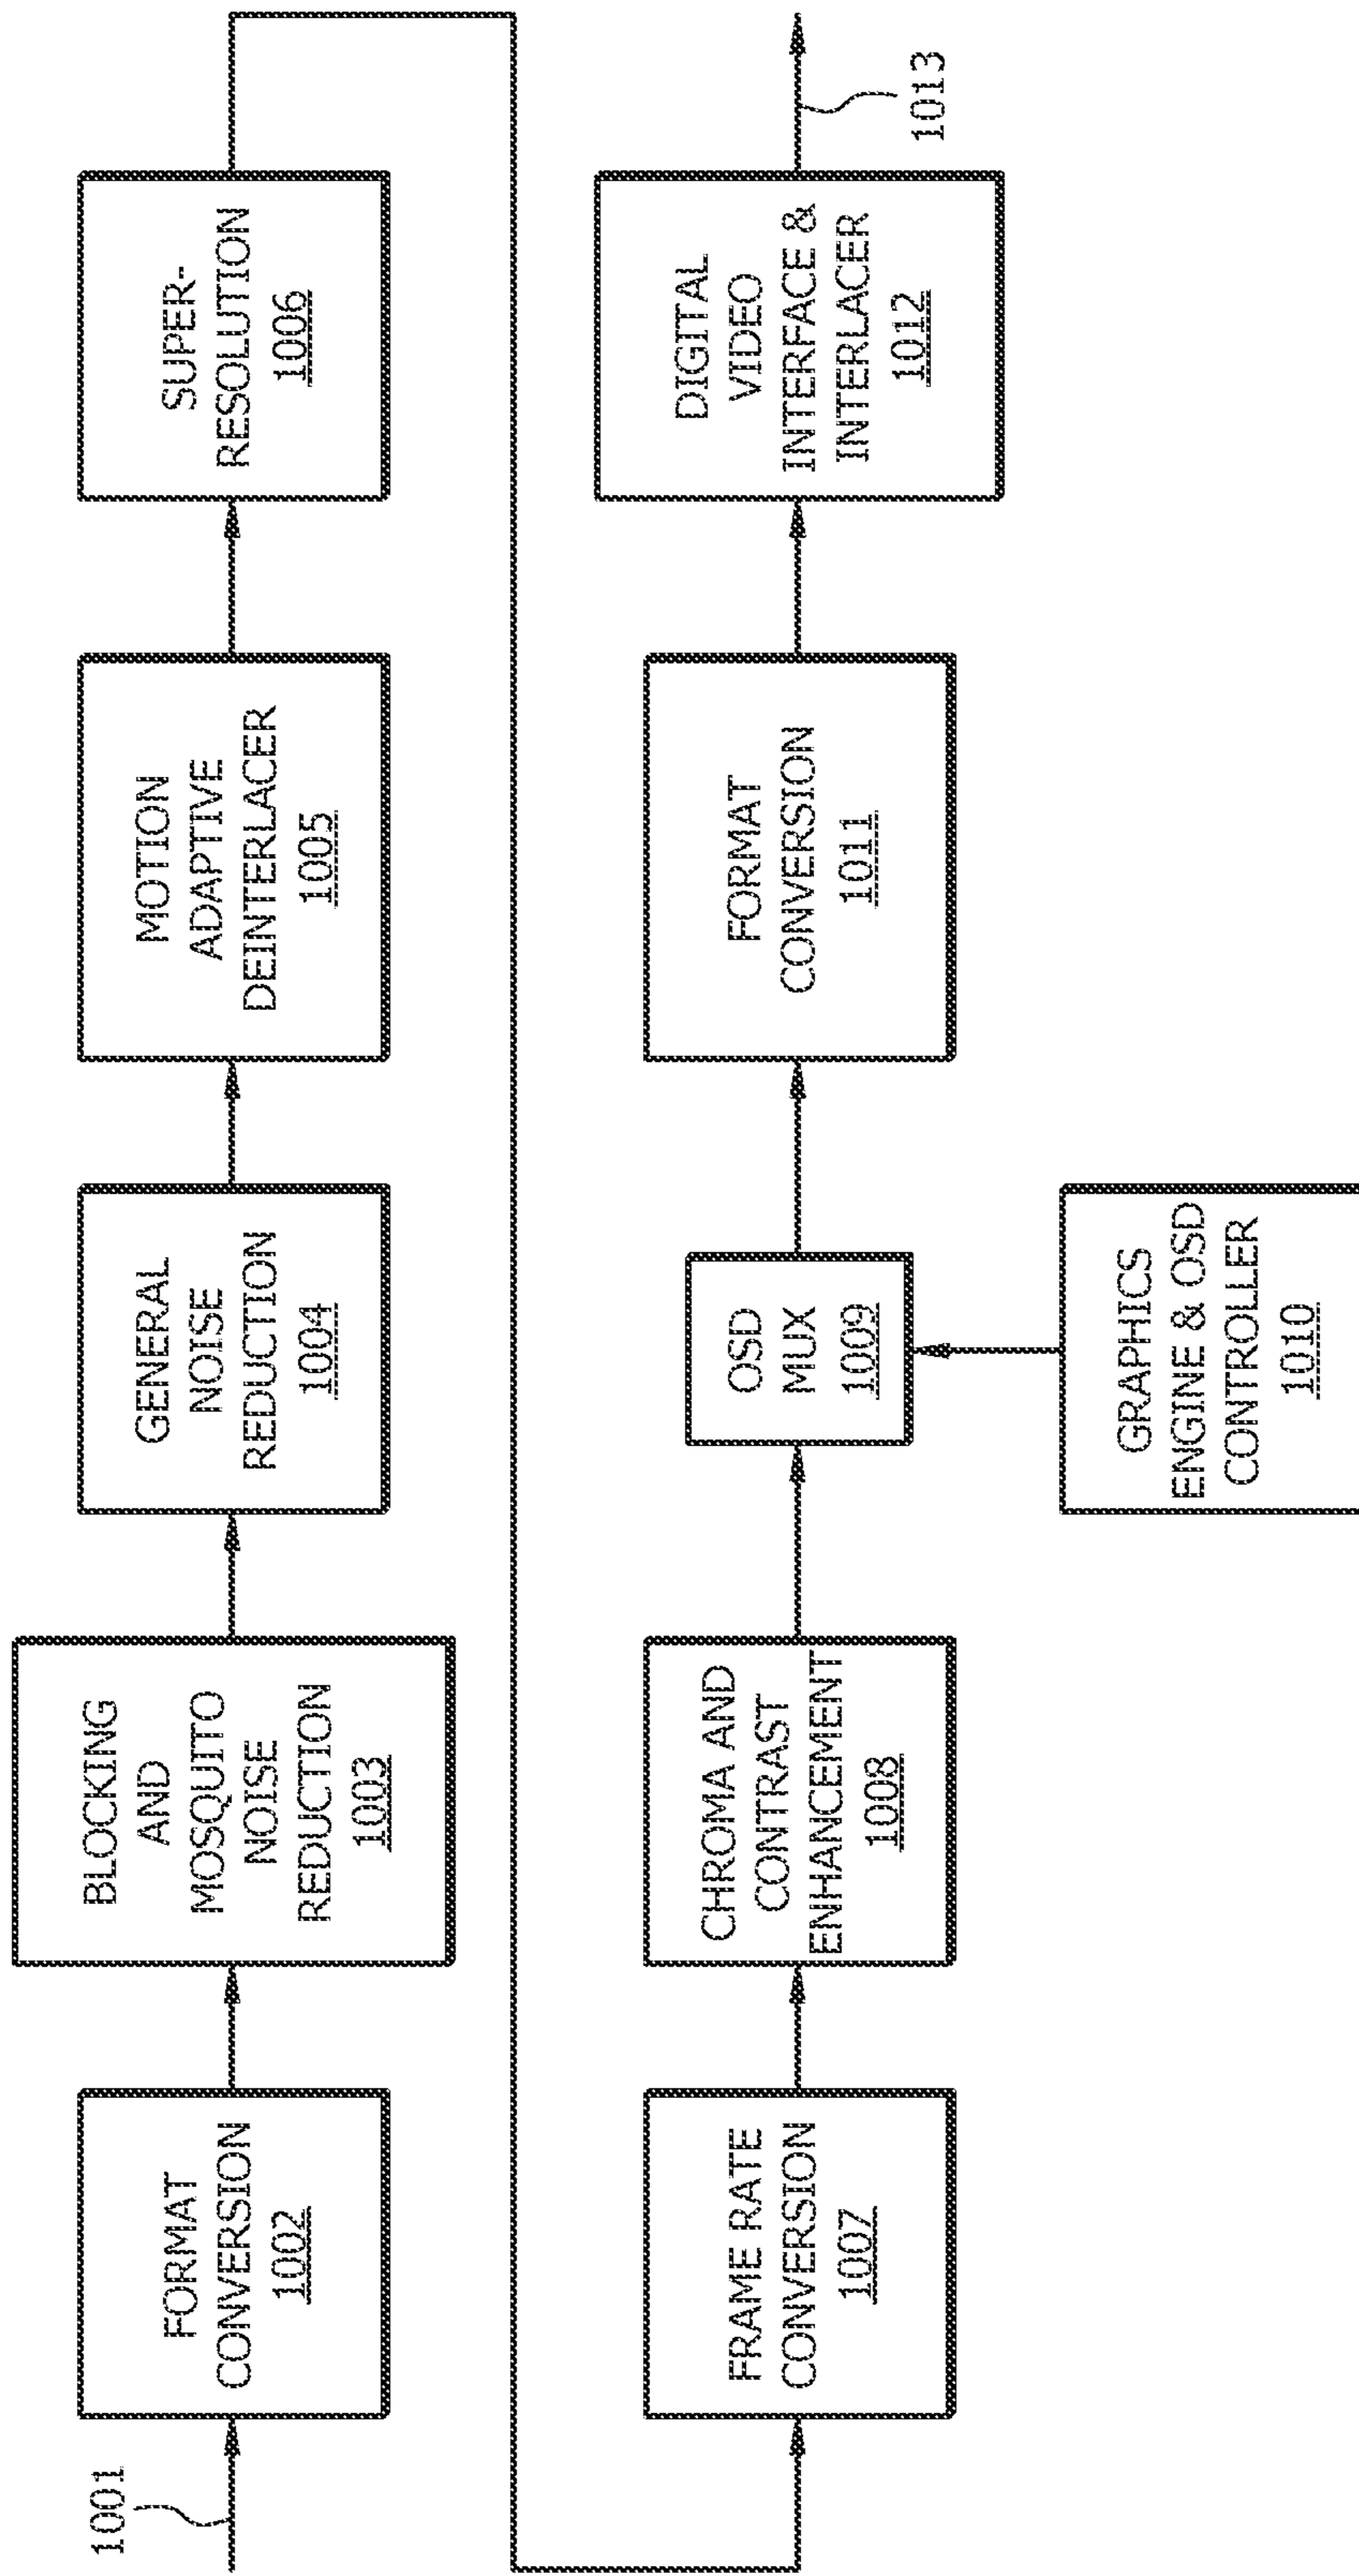 1001
FORMAT
CONVERSION
1002
BLOCKING
AND
MOSQUITO
NOISE
REDUCTION
1003
GENERAL
NOISE
REDUCTION
1004
MOTION
ADAPTIVE
DEINTERLACER
1005
SUPER-
RESOLUTION
1006
FRAME RATE
CONVERSION
1007
CHROMA AND
CONTRAST
ENHANCEMENT
1008
OSD
MUX
1009
GRAPHICS
ENGINE & OSD
CONTROLLER
1010
FORMAT
CONVERSION
1011
DIGITAL
VIDEO
INTERFACE &
INTERLACER
1012
1013